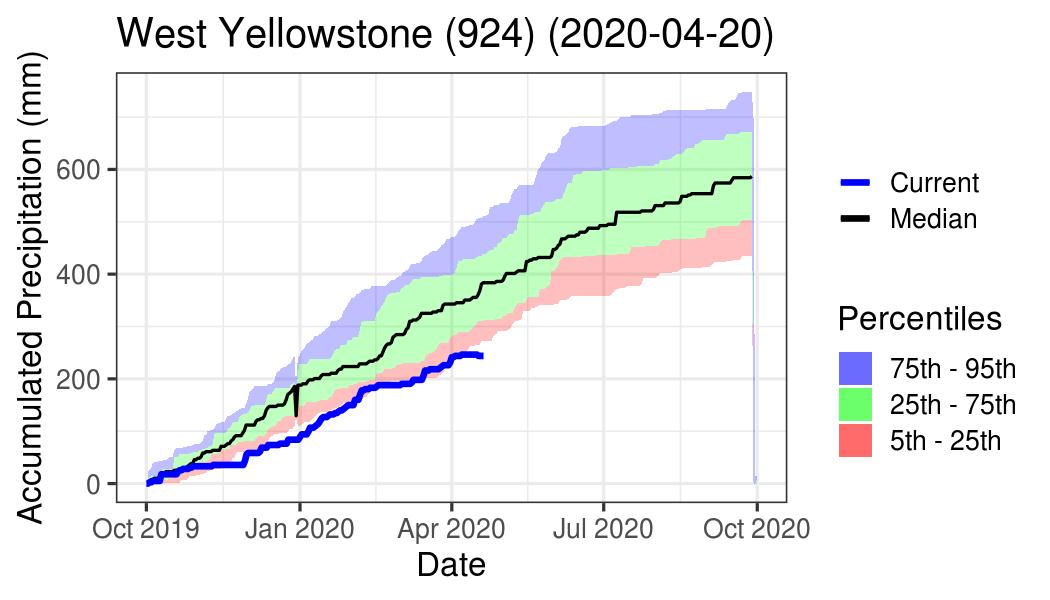 West Yellowstone (924) (2020-04-20)
Accumulated Precipitation (mm)
600
400
200
0
Oct 2019
Jan 2020
Apr 2020
Jul 2020
Oct 2020
Date
Current
Median
Percentiles
75th - 95th
25th - 75th
5th - 25th